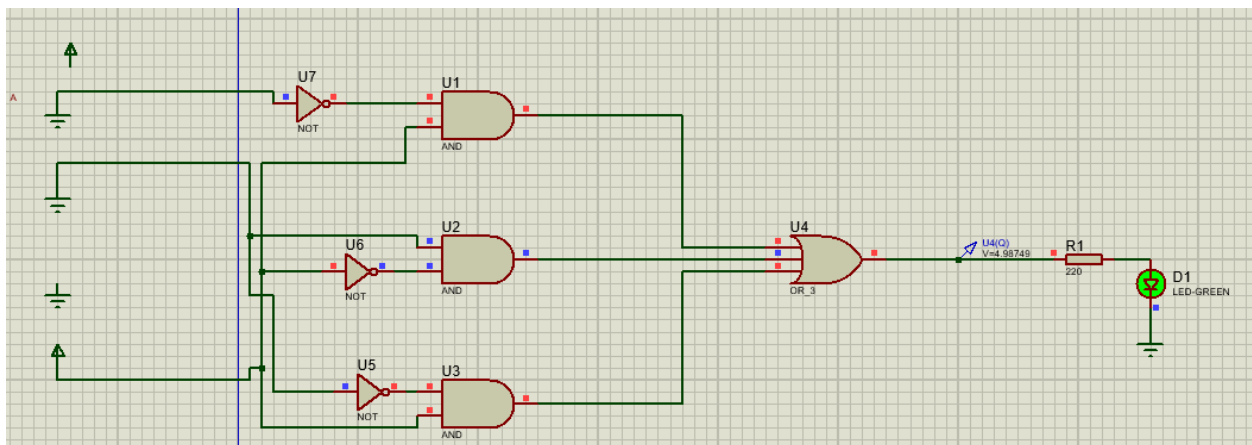 U7
U1
A
NOT
AND
U2
U4
U6
U4(Q)
V=4.98749
R1
220
D1
LED-GREEN
NOT
AND
OR_3
U5
U3
NOT
AND